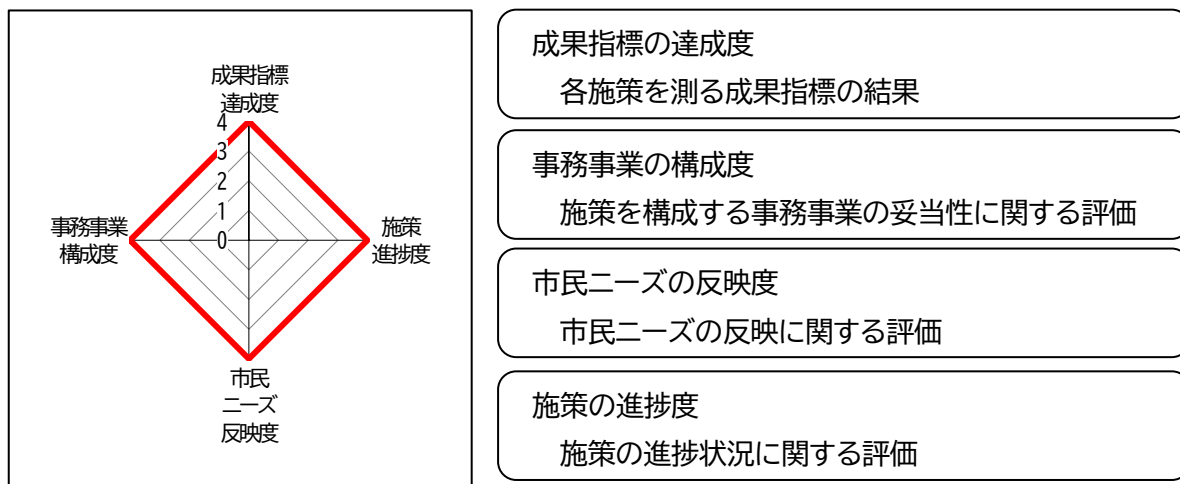 成果指標
達成度
4
3
2
1
0
事務事業
構成度
施策
進捗度
市民
ニーズ
反映度
成果指標の達成度
各施策を測る成果指標の結果
事務事業の構成度
施策を構成する事務事業の妥当性に関する評価
市民ニーズの反映度
市民ニーズの反映に関する評価
施策の進捗度
施策の進捗状況に関する評価